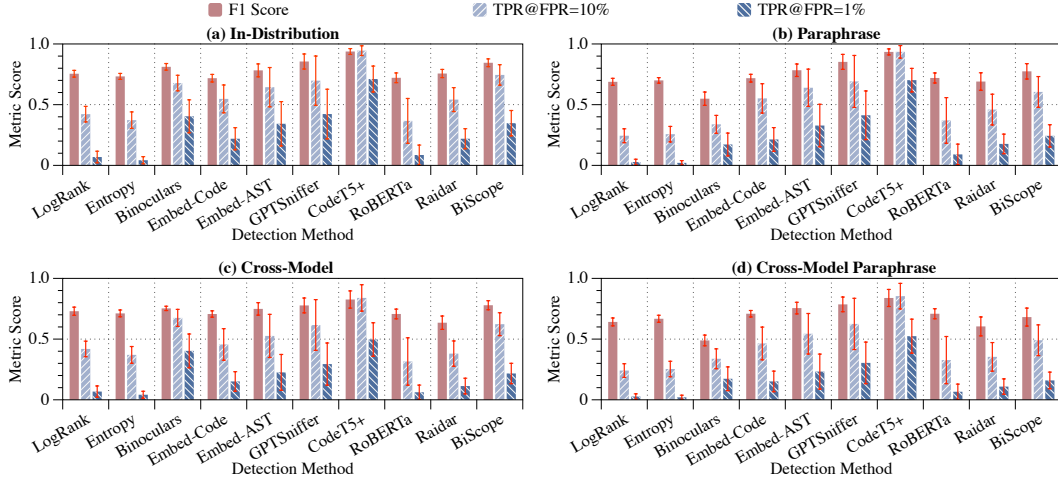 F1 Score TPR@FPR=10% TPR@FPR=1%
(a) In-Distribution
Metric Score
1.0
0.5
0
LogRank Entropy Binoculars Embed-Code Embed-AST GPTSniffer CodeT5+ RoBERTa Raidar BiScope
Detection Method
(b) Paraphrase
Metric Score
1.0
0.5
0
LogRank Entropy Binoculars Embed-Code Embed-AST GPTSniffer CodeT5+ RoBERTa Raidar BiScope
Detection Method
(c) Cross-Model
Metric Score
1.0
0.5
0
LogRank Entropy Binoculars Embed-Code Embed-AST GPTSniffer CodeT5+ RoBERTa Raidar BiScope
Detection Method
(d) Cross-Model Paraphrase
Metric Score
1.0
0.5
0
LogRank Entropy Binoculars Embed-Code Embed-AST GPTSniffer CodeT5+ RoBERTa Raidar BiScope
Detection Method